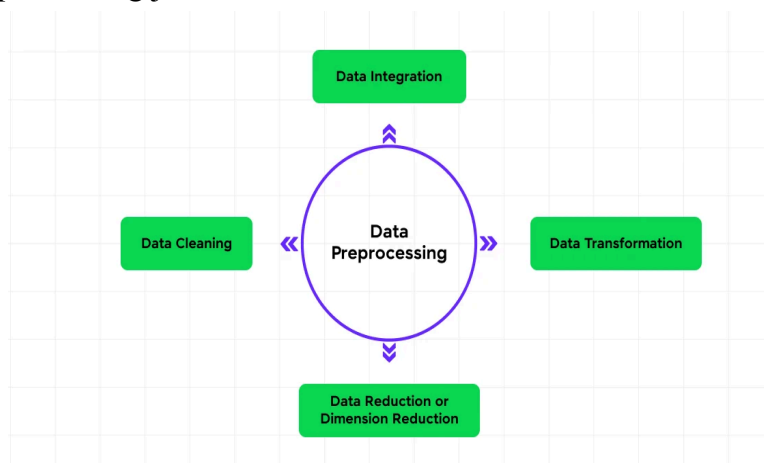 Data Integration
Data Cleaning
Data
Preprocessing
Data Transformation
Data Reduction or
Dimension Reduction